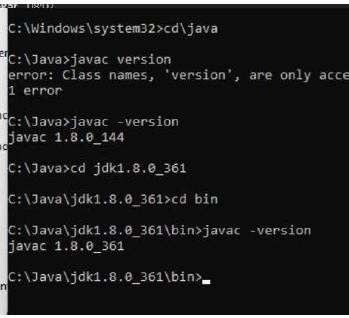 C:\Windows\system32>cd\java
C:\Java>javac version
error: Class names, 'version', are only acce
1 error
C:\Java>javac -version
javac 1.8.0_144
C:\Java>cd jdk1.8.0_361
C:\Java\jdk1.8.0_361>cd bin
C:\Java\jdk1.8.0_361\bin>javac -version
javac 1.8.0_361
C:\Java\jdk1.8.0_361\bin>